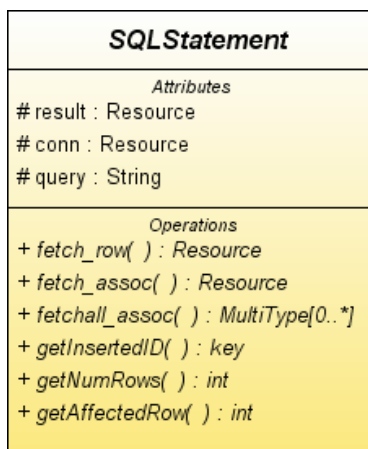 SQLStatement
Attributes
# result : Resource
# conn : Resource
# query : String
Operations
+ fetch_row( ) : Resource
+ fetch_assoc( ) : Resource
+ fetchall_assoc( ) : MultiType[0..*]
+ getInsertedID( ) : key
+ getNumRows( ) : int
+ getAffectedRow( ) : int